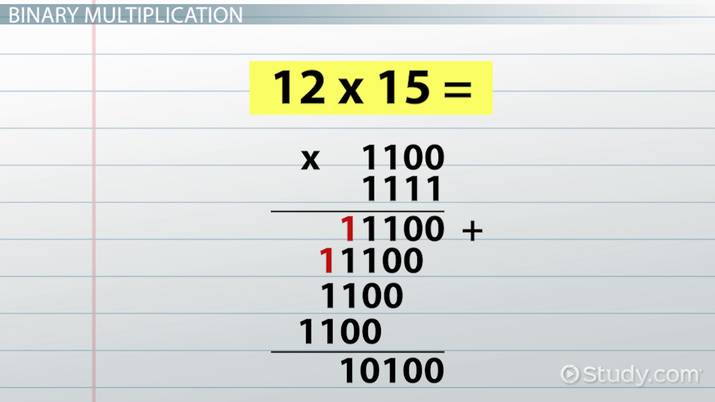 BINARY MULTIPLICATION
12 x 15 =
x 1100
1111
11100 +
11100
1100
1100
10100
Study.com